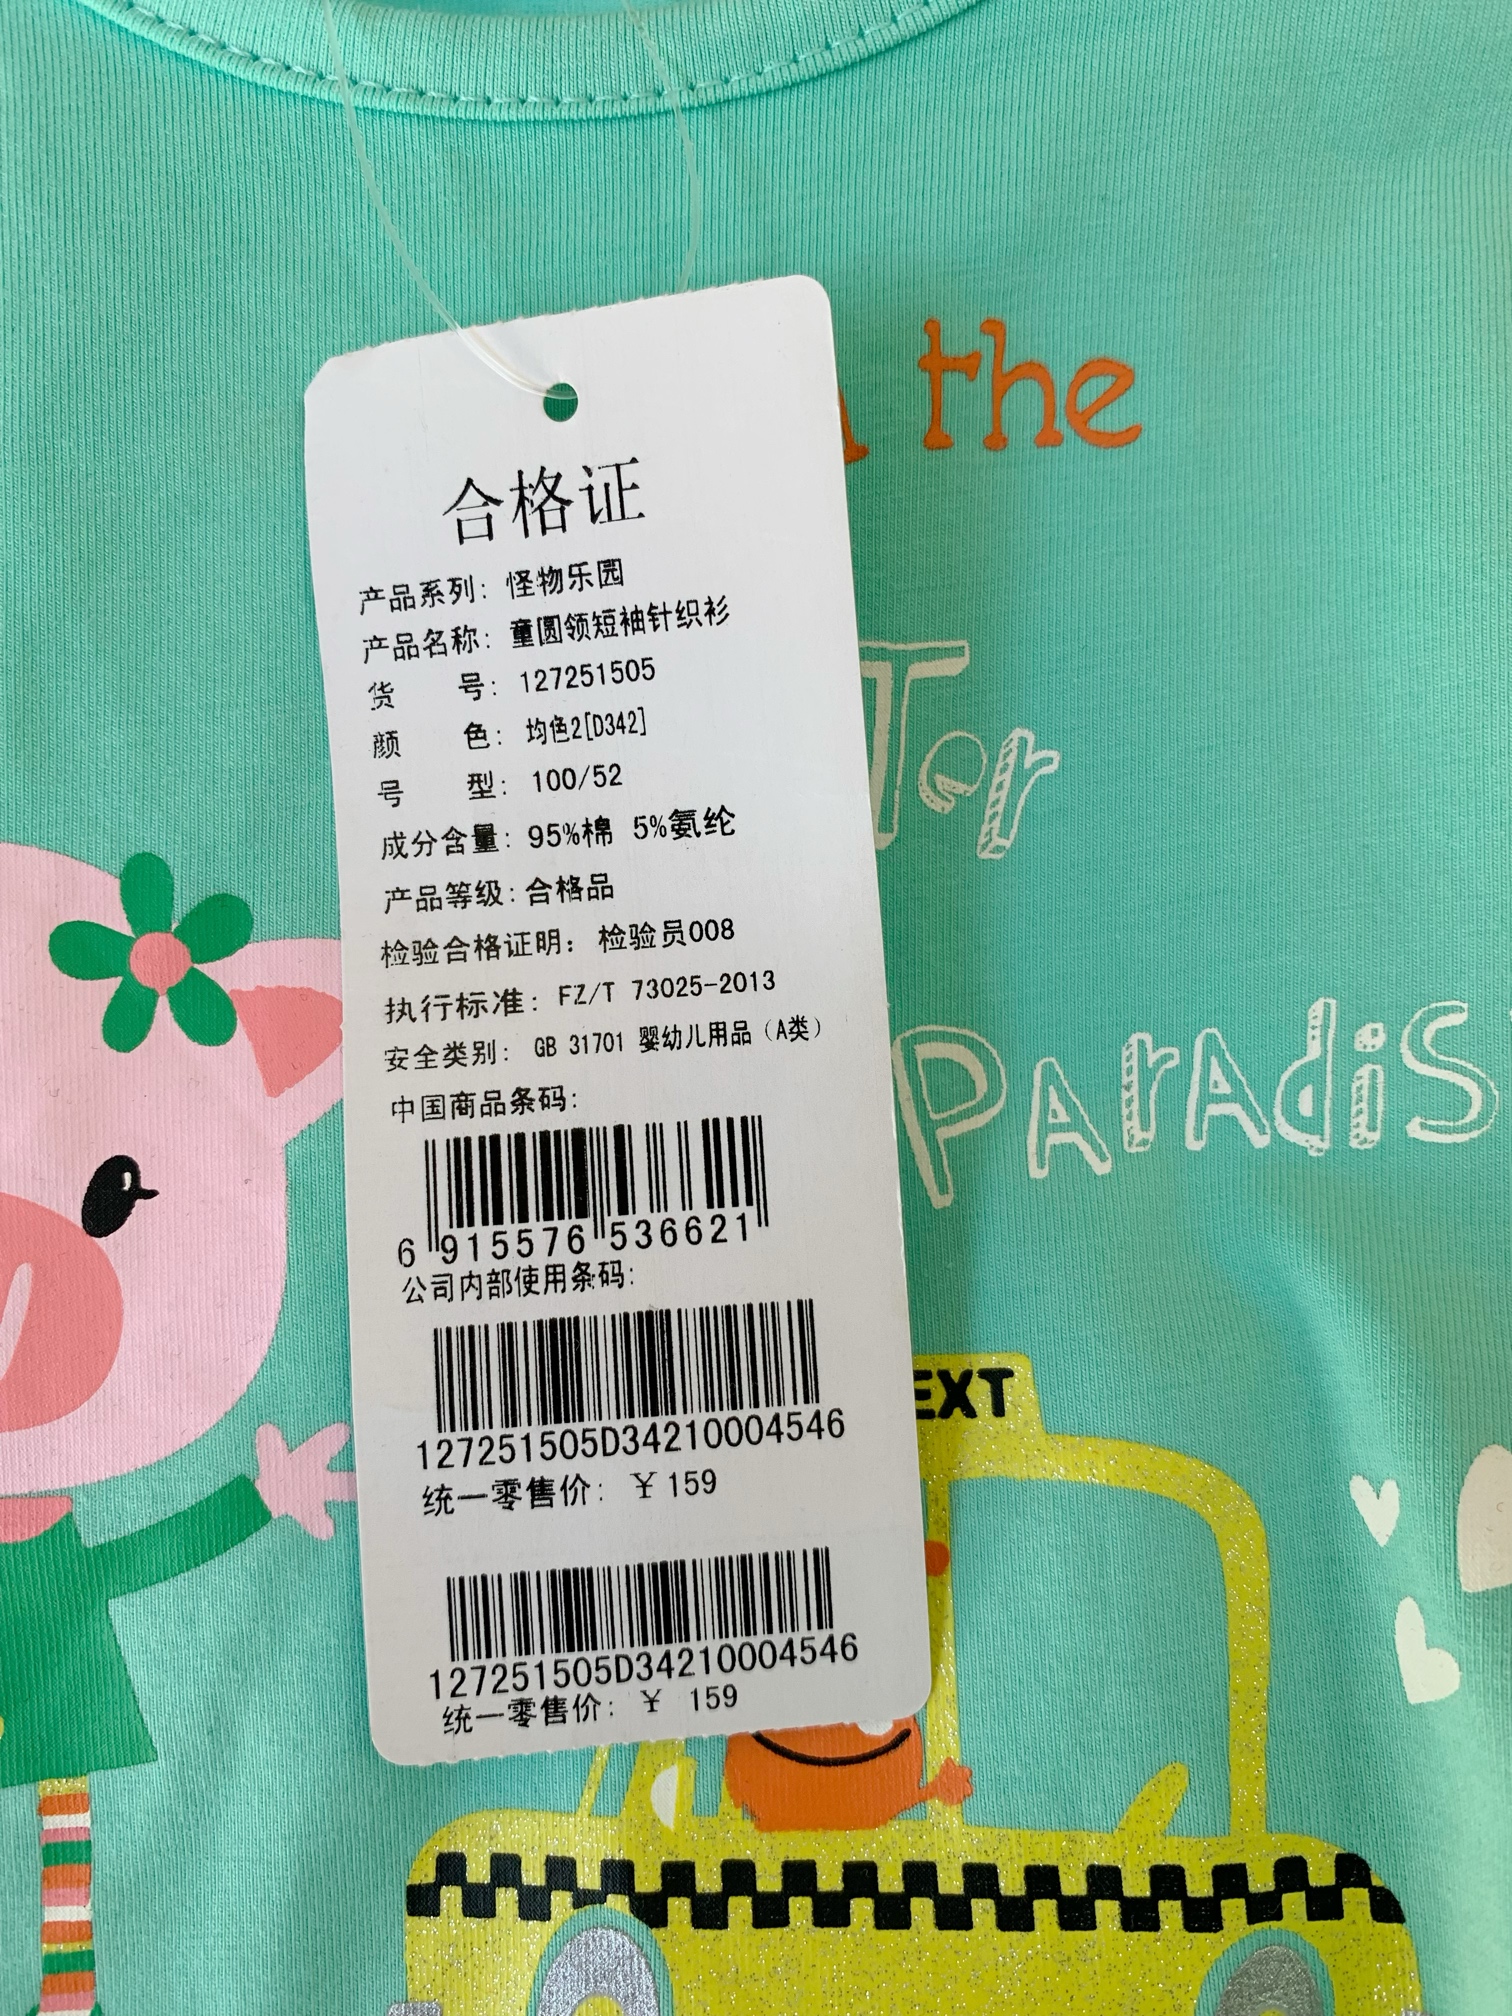 the
合格证
产品系列: 怪物乐园
产品名称: 童圆领短袖针织衫
货 号: 127251505
颜 色: 均色2[D342]
号 型: 100/52
成分含量: 95%棉 5%氨纶
产品等级: 合格品
检验合格证明: 检验员008
执行标准: FZ/T 73025-2013
安全类别: GB 31701 婴幼儿用品（A类）
中国商品条码:
6 915576 536621
公司内部使用条码:
127251505D34210004546
统一零售价: ¥ 159
127251505D34210004546
统一零售价: ¥ 159
Tor
ParadiS
EXT